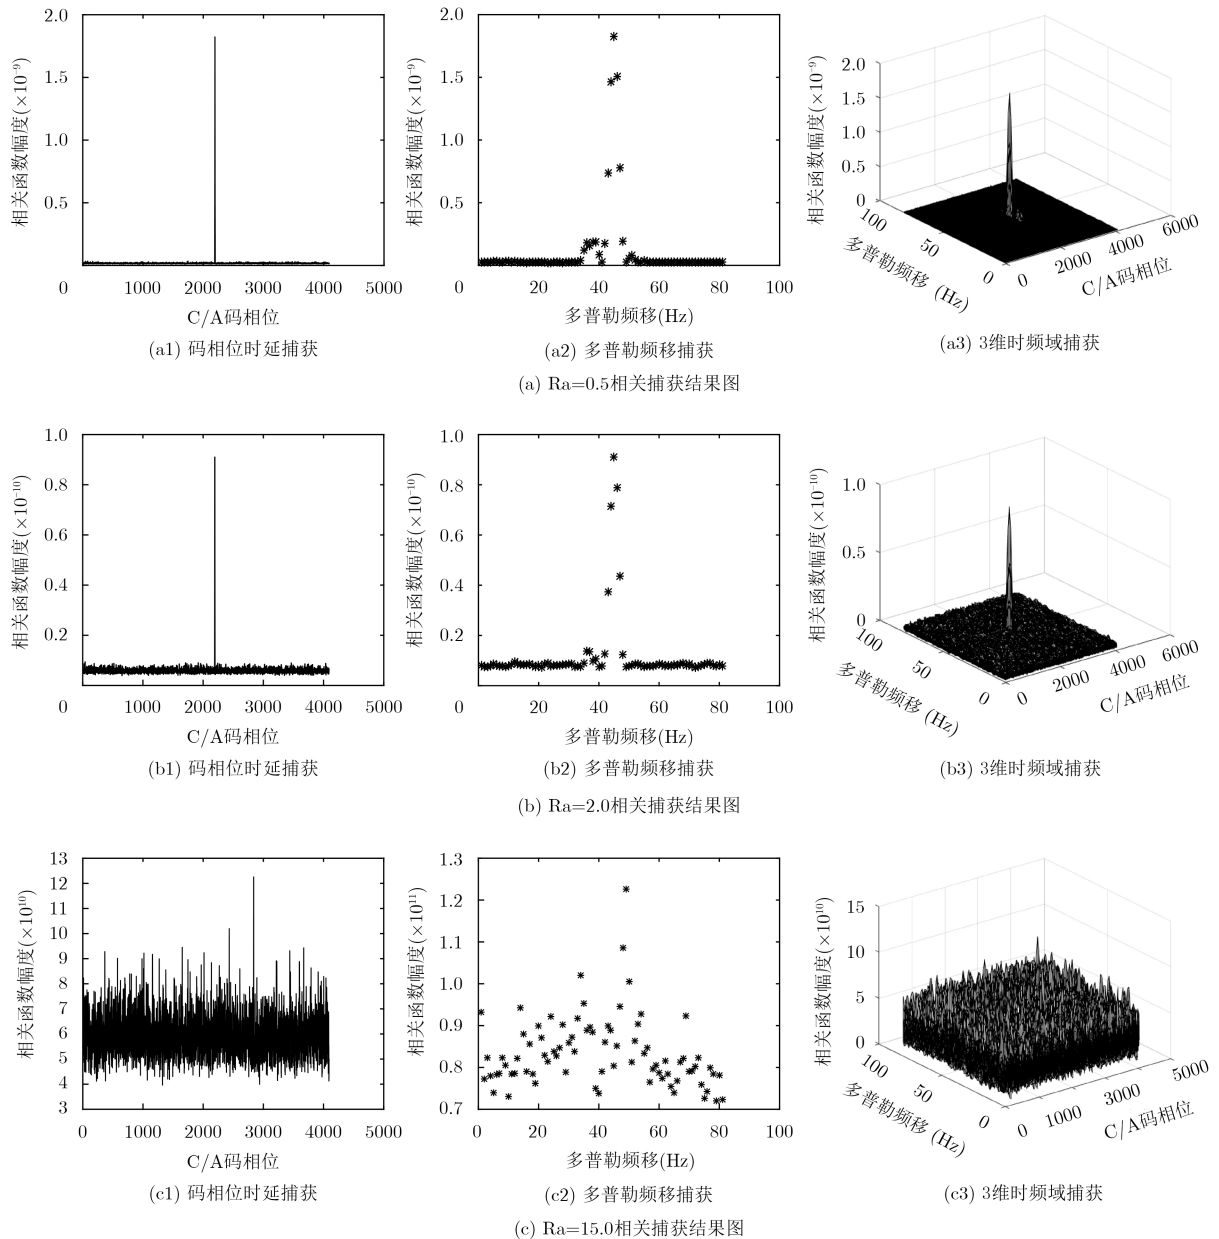 相关函数幅度(×10⁻⁹)
2.0
1.5
1.0
0.5
0 1000 2000 3000 4000 5000
C/A码相位
(a1) 码相位时延捕获
相关函数幅度(×10⁻⁹)
2.0
1.5
1.0
0.5
0 20 40 60 80 100
多普勒频移(Hz)
(a2) 多普勒频移捕获
相关函数幅度(×10⁻⁹)
2.0
1.5
1.0
0.5
0
100 50 0
多普勒频移 (Hz)
0 2000 4000 6000
C/A码相位
(a3) 3维时频域捕获
(a) Ra=0.5相关捕获结果图
相关函数幅度(×10⁻¹⁰)
1.0
0.8
0.6
0.4
0.2
0 1000 2000 3000 4000 5000
C/A码相位
(b1) 码相位时延捕获
相关函数幅度(×10⁻¹⁰)
1.0
0.8
0.6
0.4
0.2
0 20 40 60 80 100
多普勒频移(Hz)
(b2) 多普勒频移捕获
相关函数幅度(×10⁻¹⁰)
1.0
0.5
0
100 50 0
多普勒频移 (Hz)
0 2000 4000 6000
C/A码相位
(b3) 3维时频域捕获
(b) Ra=2.0相关捕获结果图
相关函数幅度(×10¹⁰)
13
12
11
10
9
8
7
6
5
4
3
0 1000 2000 3000 4000 5000
C/A码相位
(c1) 码相位时延捕获
相关函数幅度(×10¹¹)
1.3
1.2
1.1
1.0
0.9
0.8
0.7
0 20 40 60 80 100
多普勒频移(Hz)
(c2) 多普勒频移捕获
相关函数幅度(×10¹⁰)
15
10
5
0
100 50 0
多普勒频移 (Hz)
0 1000 3000 5000
C/A码相位
(c3) 3维时频域捕获
(c) Ra=15.0相关捕获结果图